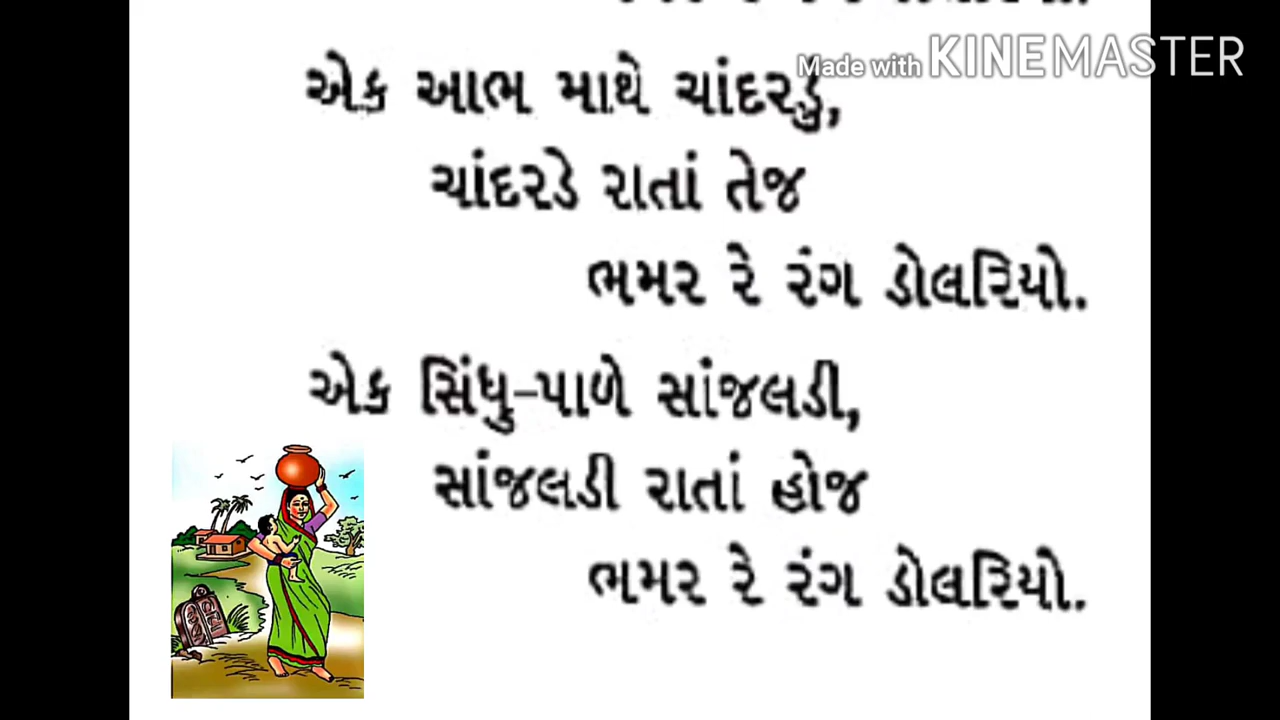 Made with KINEMASTER
એક આભ માથે ચાંદરડું,
ચાંદરડે રાતાં તેજ
ભમર રે રંગ ડોલરિયો.
એક સિંધુ-પાળે સાંજલડી,
સાંજલડી રાતાં હોજ
ભમર રે રંગ ડોલરિયો.